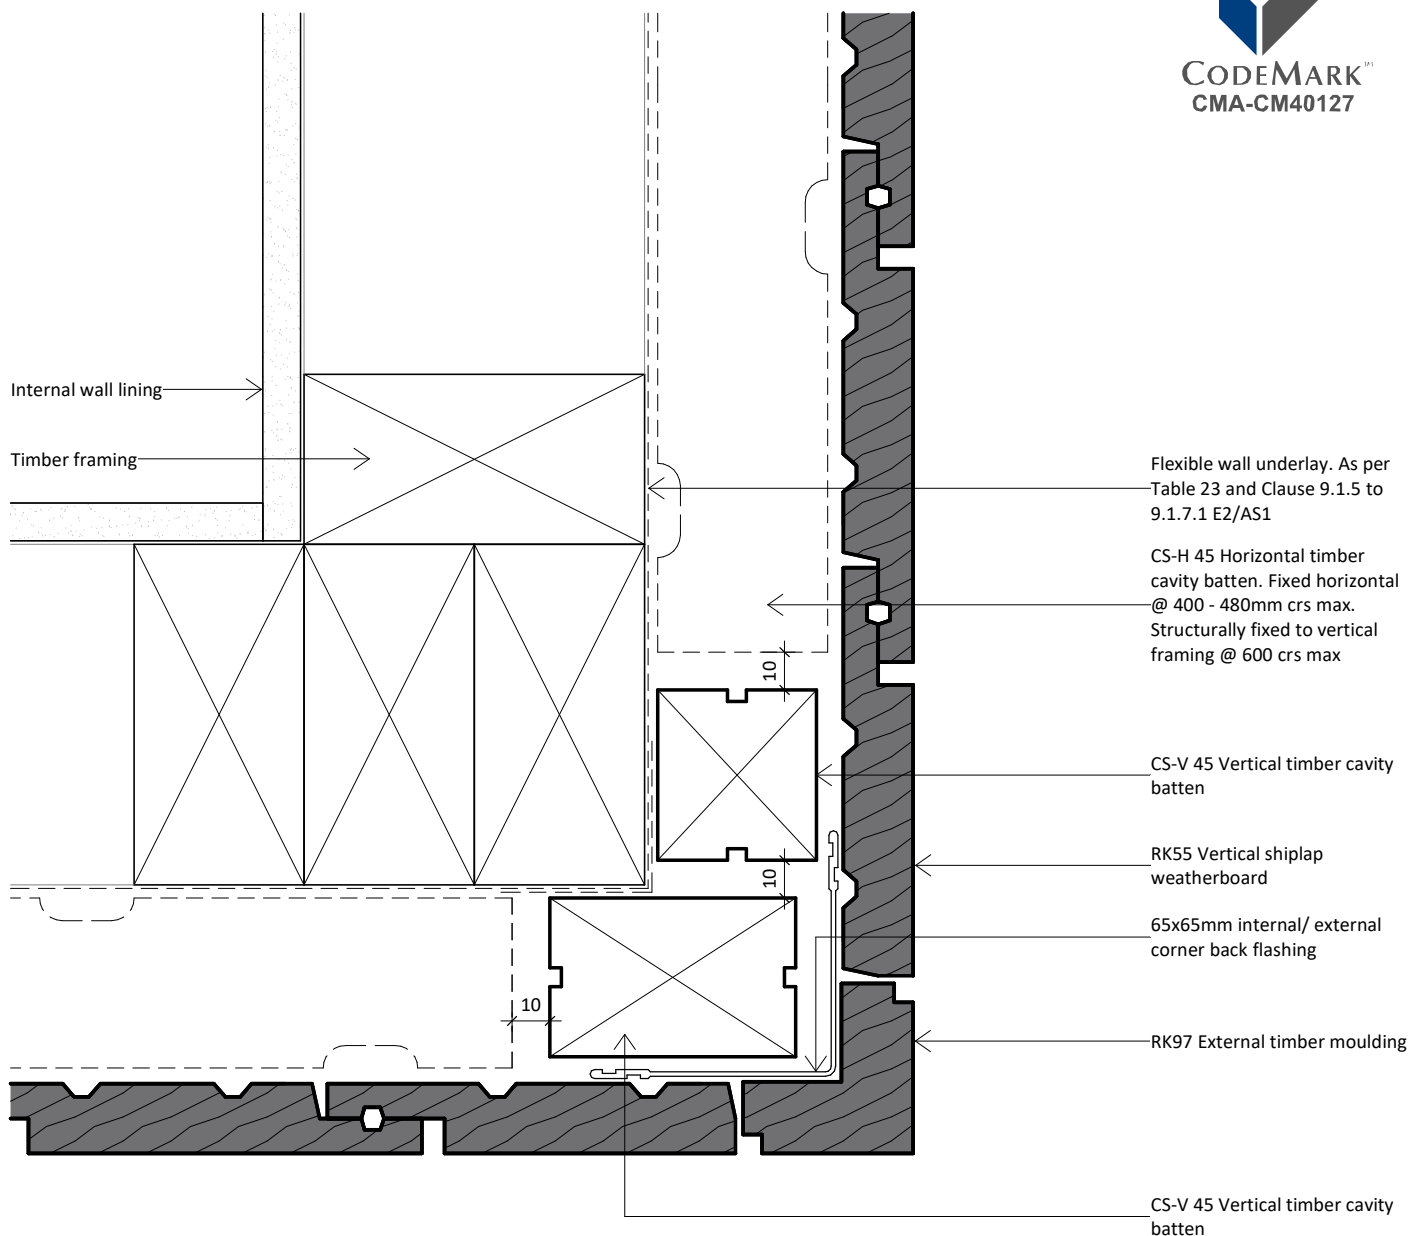 CODEMARK™
CMA-CM40127
Internal wall lining
Timber framing
Flexible wall underlay. As per
Table 23 and Clause 9.1.5 to
9.1.7.1 E2/AS1
CS-H 45 Horizontal timber
cavity batten. Fixed horizontal
@ 400 - 480mm crs max.
Structurally fixed to vertical
framing @ 600 crs max
10
CS-V 45 Vertical timber cavity
batten
RK55 Vertical shiplap
weatherboard
10
65x65mm internal/ external
corner back flashing
10
RK97 External timber moulding
CS-V 45 Vertical timber cavity
batten